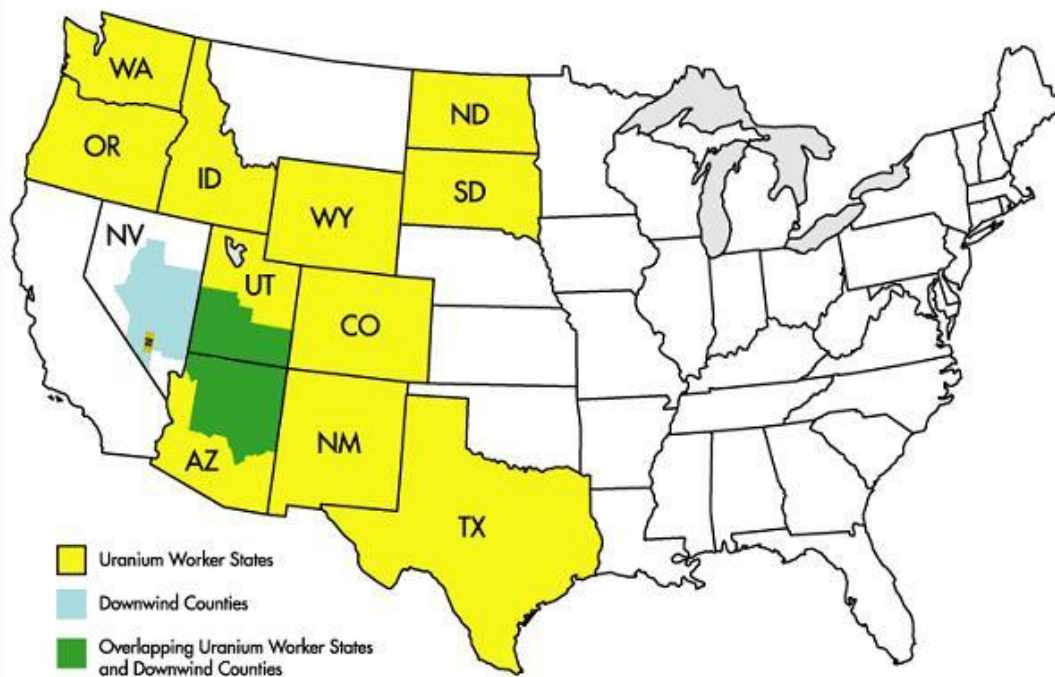 WA
ND
OR
ID
SD
WY
NV
UT
CO
AZ
NM
TX
Uranium Worker States
Downwind Counties
Overlapping Uranium Worker States
and Downwind Counties